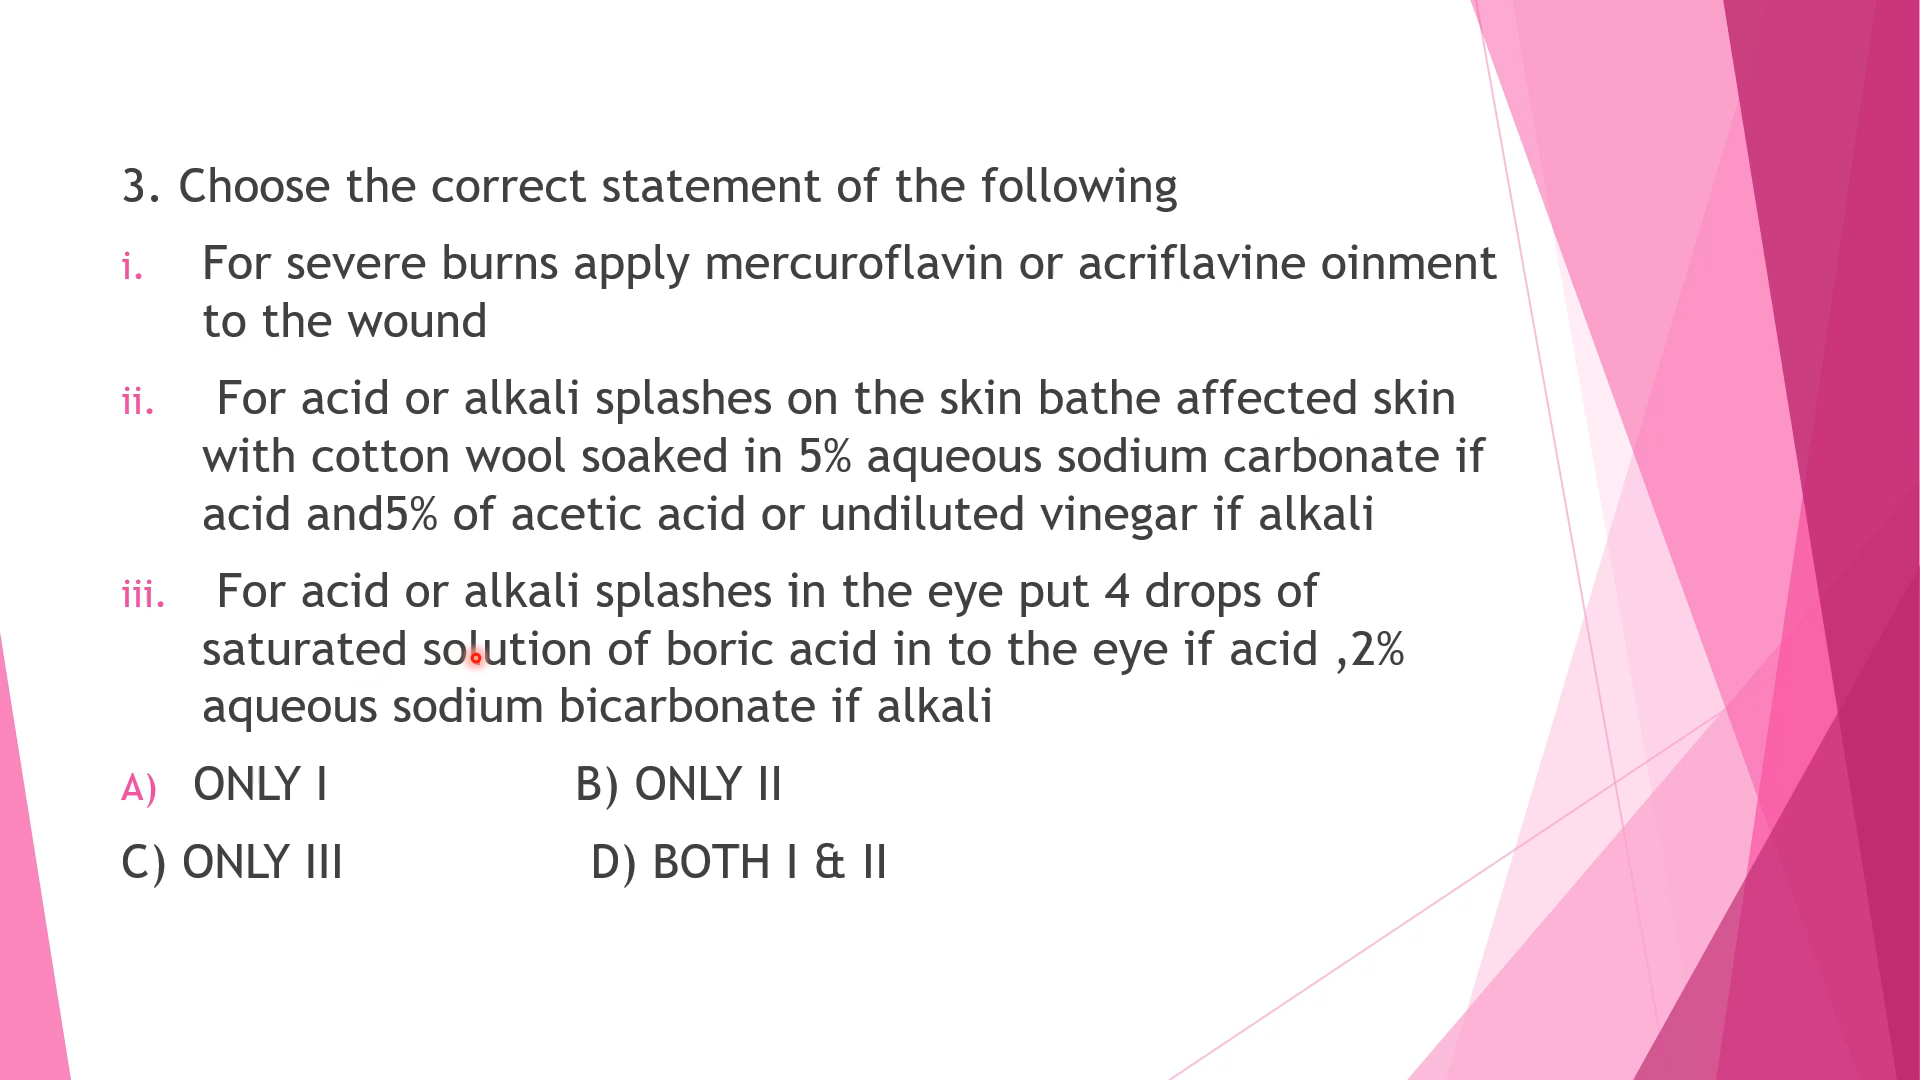 3. Choose the correct statement of the following
i. For severe burns apply mercuroflavin or acriflavine oinment
to the wound
ii. For acid or alkali splashes on the skin bathe affected skin
with cotton wool soaked in 5% aqueous sodium carbonate if
acid and5% of acetic acid or undiluted vinegar if alkali
iii. For acid or alkali splashes in the eye put 4 drops of
saturated solution of boric acid in to the eye if acid ,2%
aqueous sodium bicarbonate if alkali
A) ONLY I B) ONLY II
C) ONLY III D) BOTH I & II